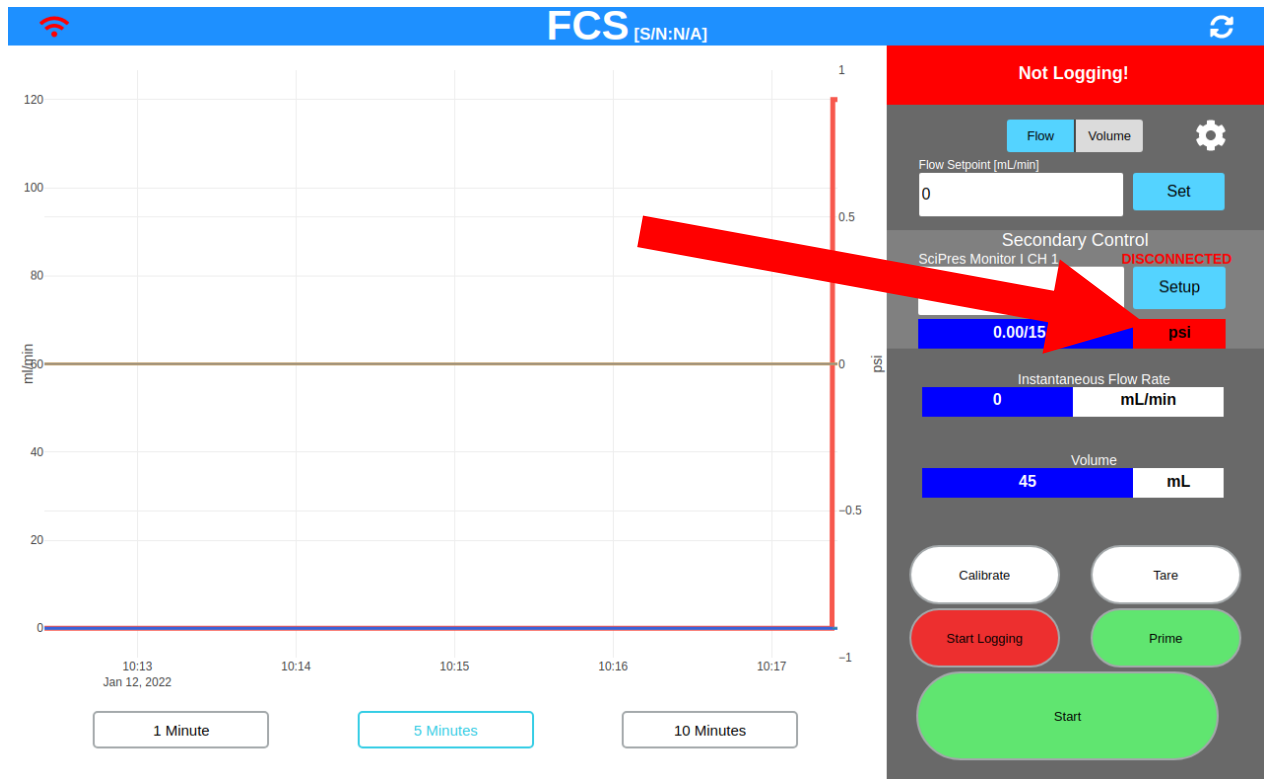 FCS [S/N:N/A]
Not Logging!
Flow Volume
Flow Setpoint [mL/min]
0 Set
Secondary Control
SciPres Monitor I CH 1 DISCONNECTED
Setup
0.00/15 psi
Instantaneous Flow Rate
0 mL/min
Volume
45 mL
Calibrate Tare
Start Logging Prime
Start
120
100
80
60
40
20
0
ml/min
1
0.5
0
−0.5
−1
psi
10:13 10:14 10:15 10:16 10:17
Jan 12, 2022
1 Minute 5 Minutes 10 Minutes